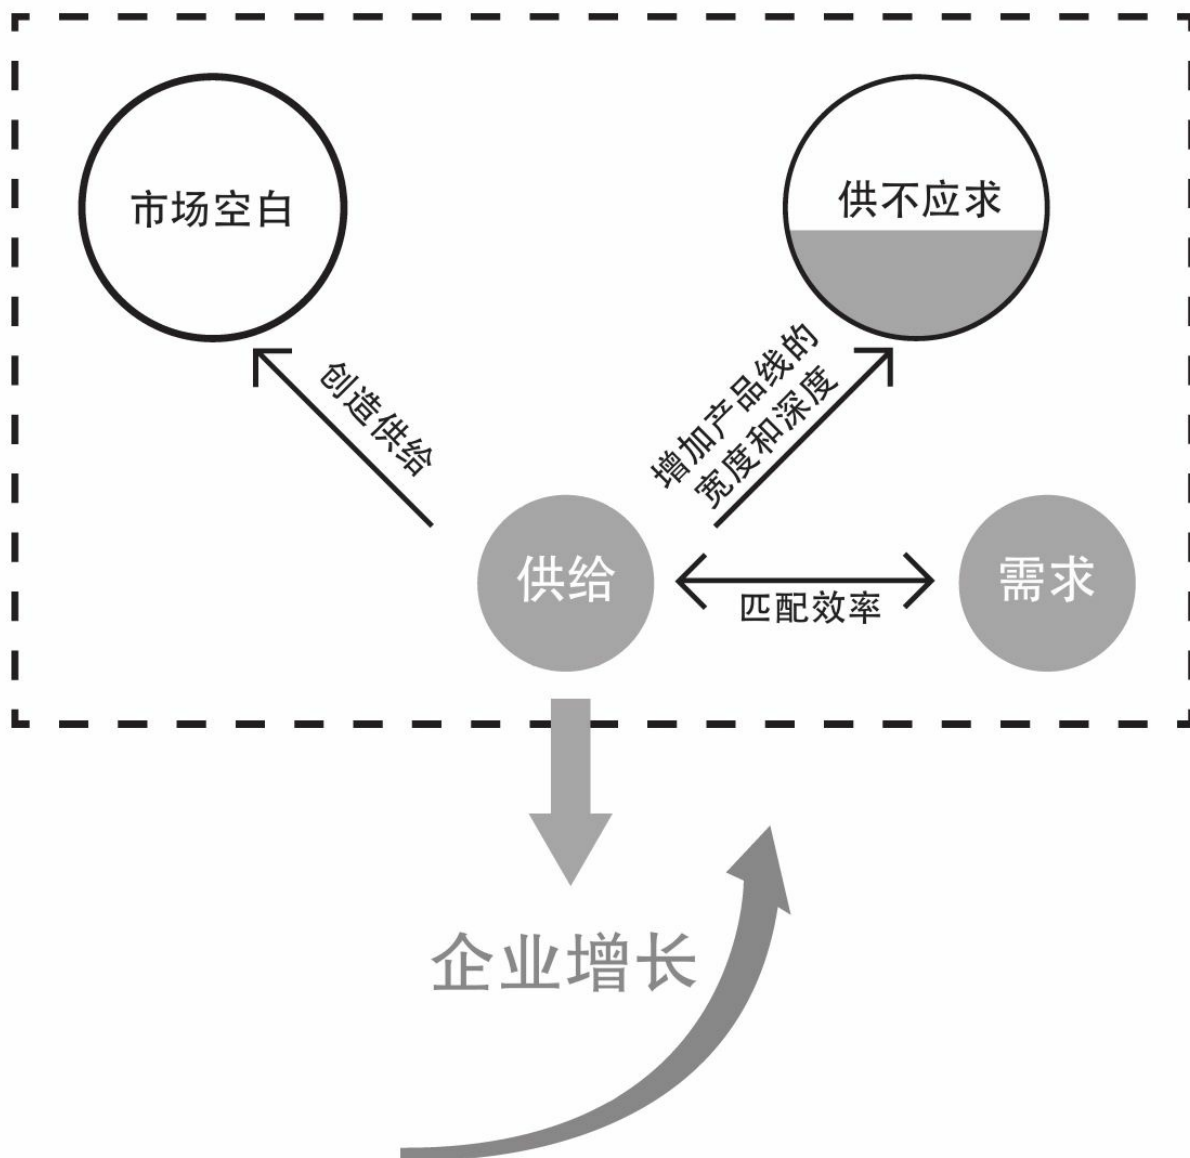 市场空白
供不应求
创造供给
增加产品线的
宽度和深度
供给
匹配效率
需求
企业增长